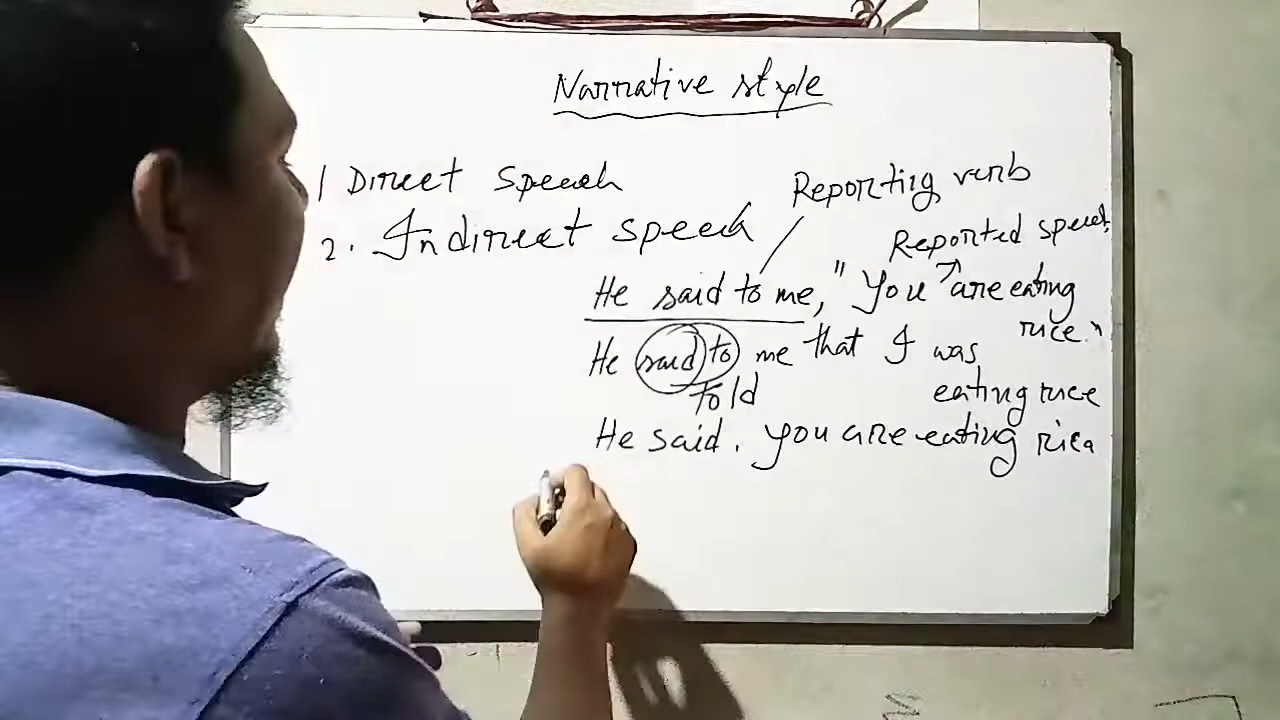 Narrative style
1 Direct Speech
2. Indirect speech
Reporting verb
Reported speech
He said to me, "You are eating
rice."
He said to me that I was
told
eating rice
He said. you are eating rice